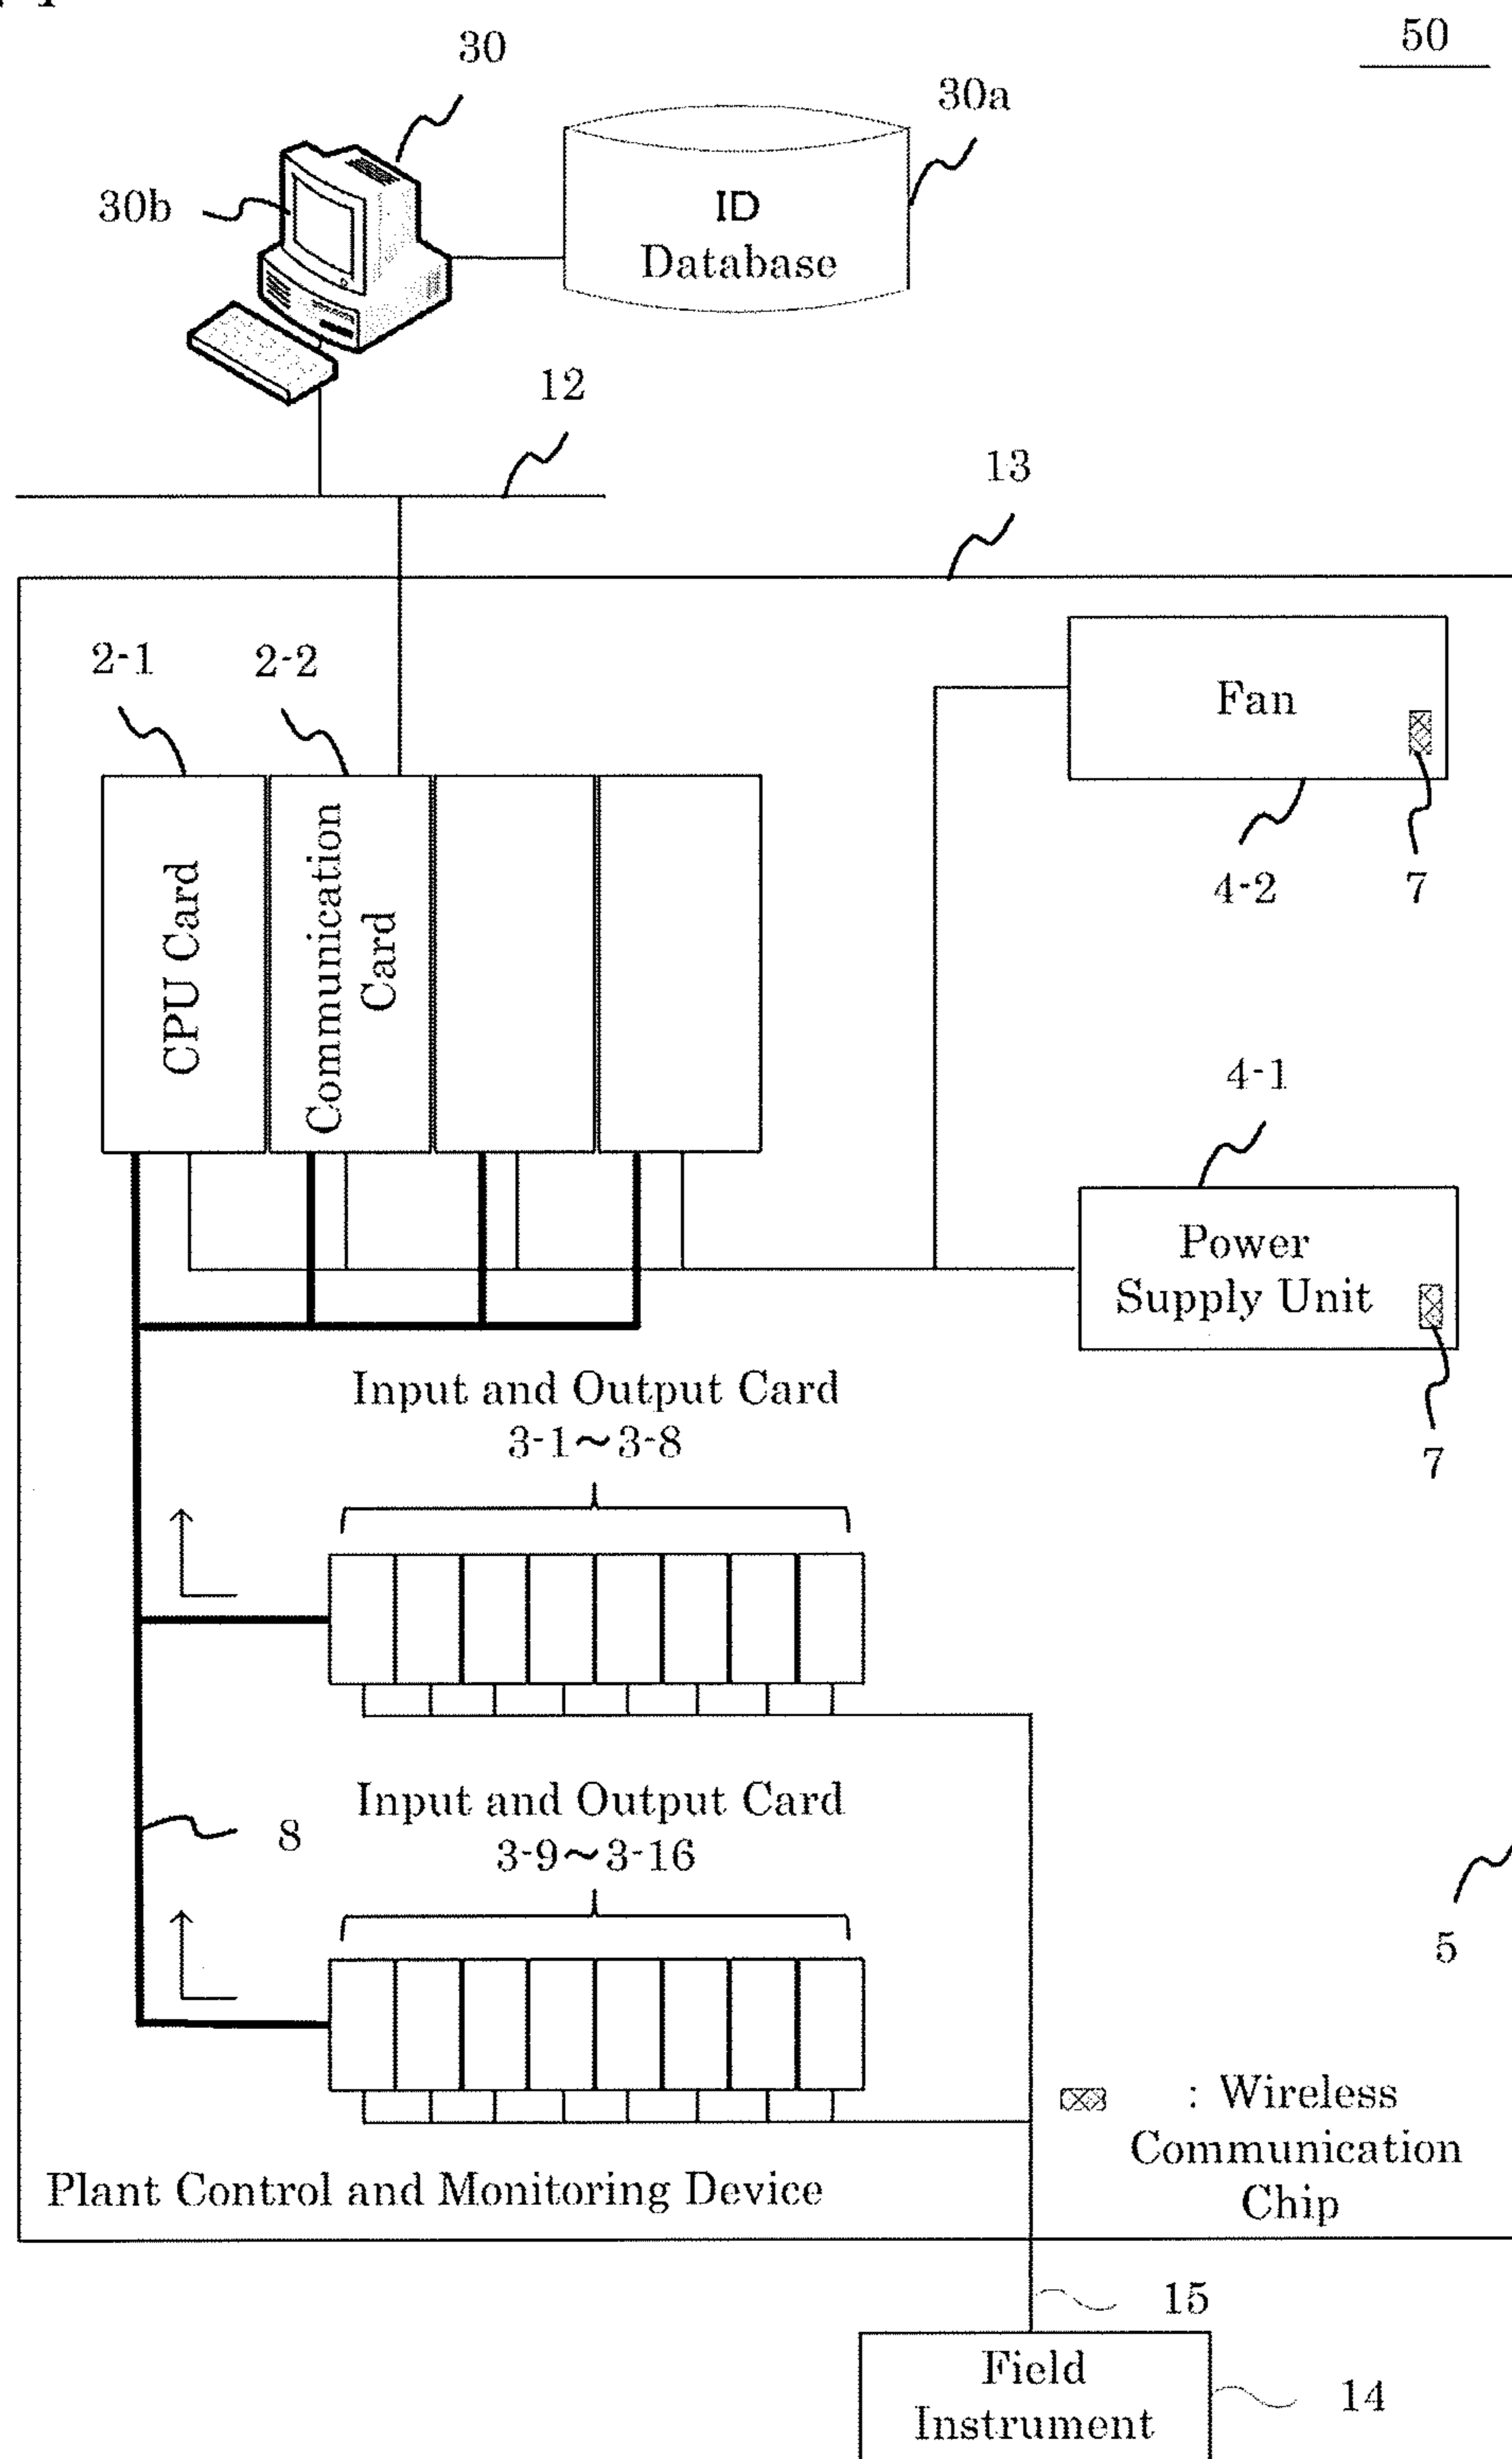 50
30
30a
30b
ID
Database
12
13
2-1
2-2
Fan
CPU Card
Communication
Card
4-2
7
4-1
Power
Supply Unit
7
Input and Output Card
3-1～3-8
Input and Output Card
3-9～3-16
8
5
: Wireless
Communication
Chip
Plant Control and Monitoring Device
15
Field
Instrument
14